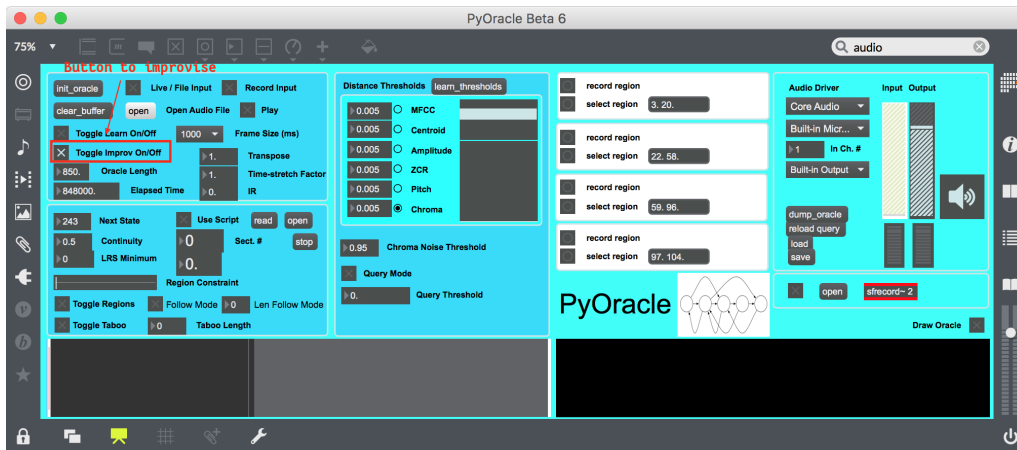 PyOracle Beta 6
75%
audio
Button to improvise
init_oracle Live / File Input Record Input
clear_buffer open Open Audio File Play
Toggle Learn On/Off 1000 Frame Size (ms)
Toggle Improv On/Off 1. Transpose
850. Oracle Length 1. Time-stretch Factor
848000. Elapsed Time 0. IR
243 Next State Use Script read open
0.5 Continuity 0 Sect. # stop
0 LRS Minimum 0.
Region Constraint
Toggle Regions Follow Mode 0 Len Follow Mode
Toggle Taboo 0 Taboo Length
Distance Thresholds learn_thresholds
0.005 MFCC
0.005 Centroid
0.005 Amplitude
0.005 ZCR
0.005 Pitch
0.005 Chroma
0.95 Chroma Noise Threshold
Query Mode
0. Query Threshold
record region
select region 3. 20.
record region
select region 22. 58.
record region
select region 59. 96.
record region
select region 97. 104.
PyOracle
Audio Driver Input Output
Core Audio
Built-in Micr...
1 In Ch. #
Built-in Output
dump_oracle
reload query
load
save
open sfrecord~ 2
Draw Oracle